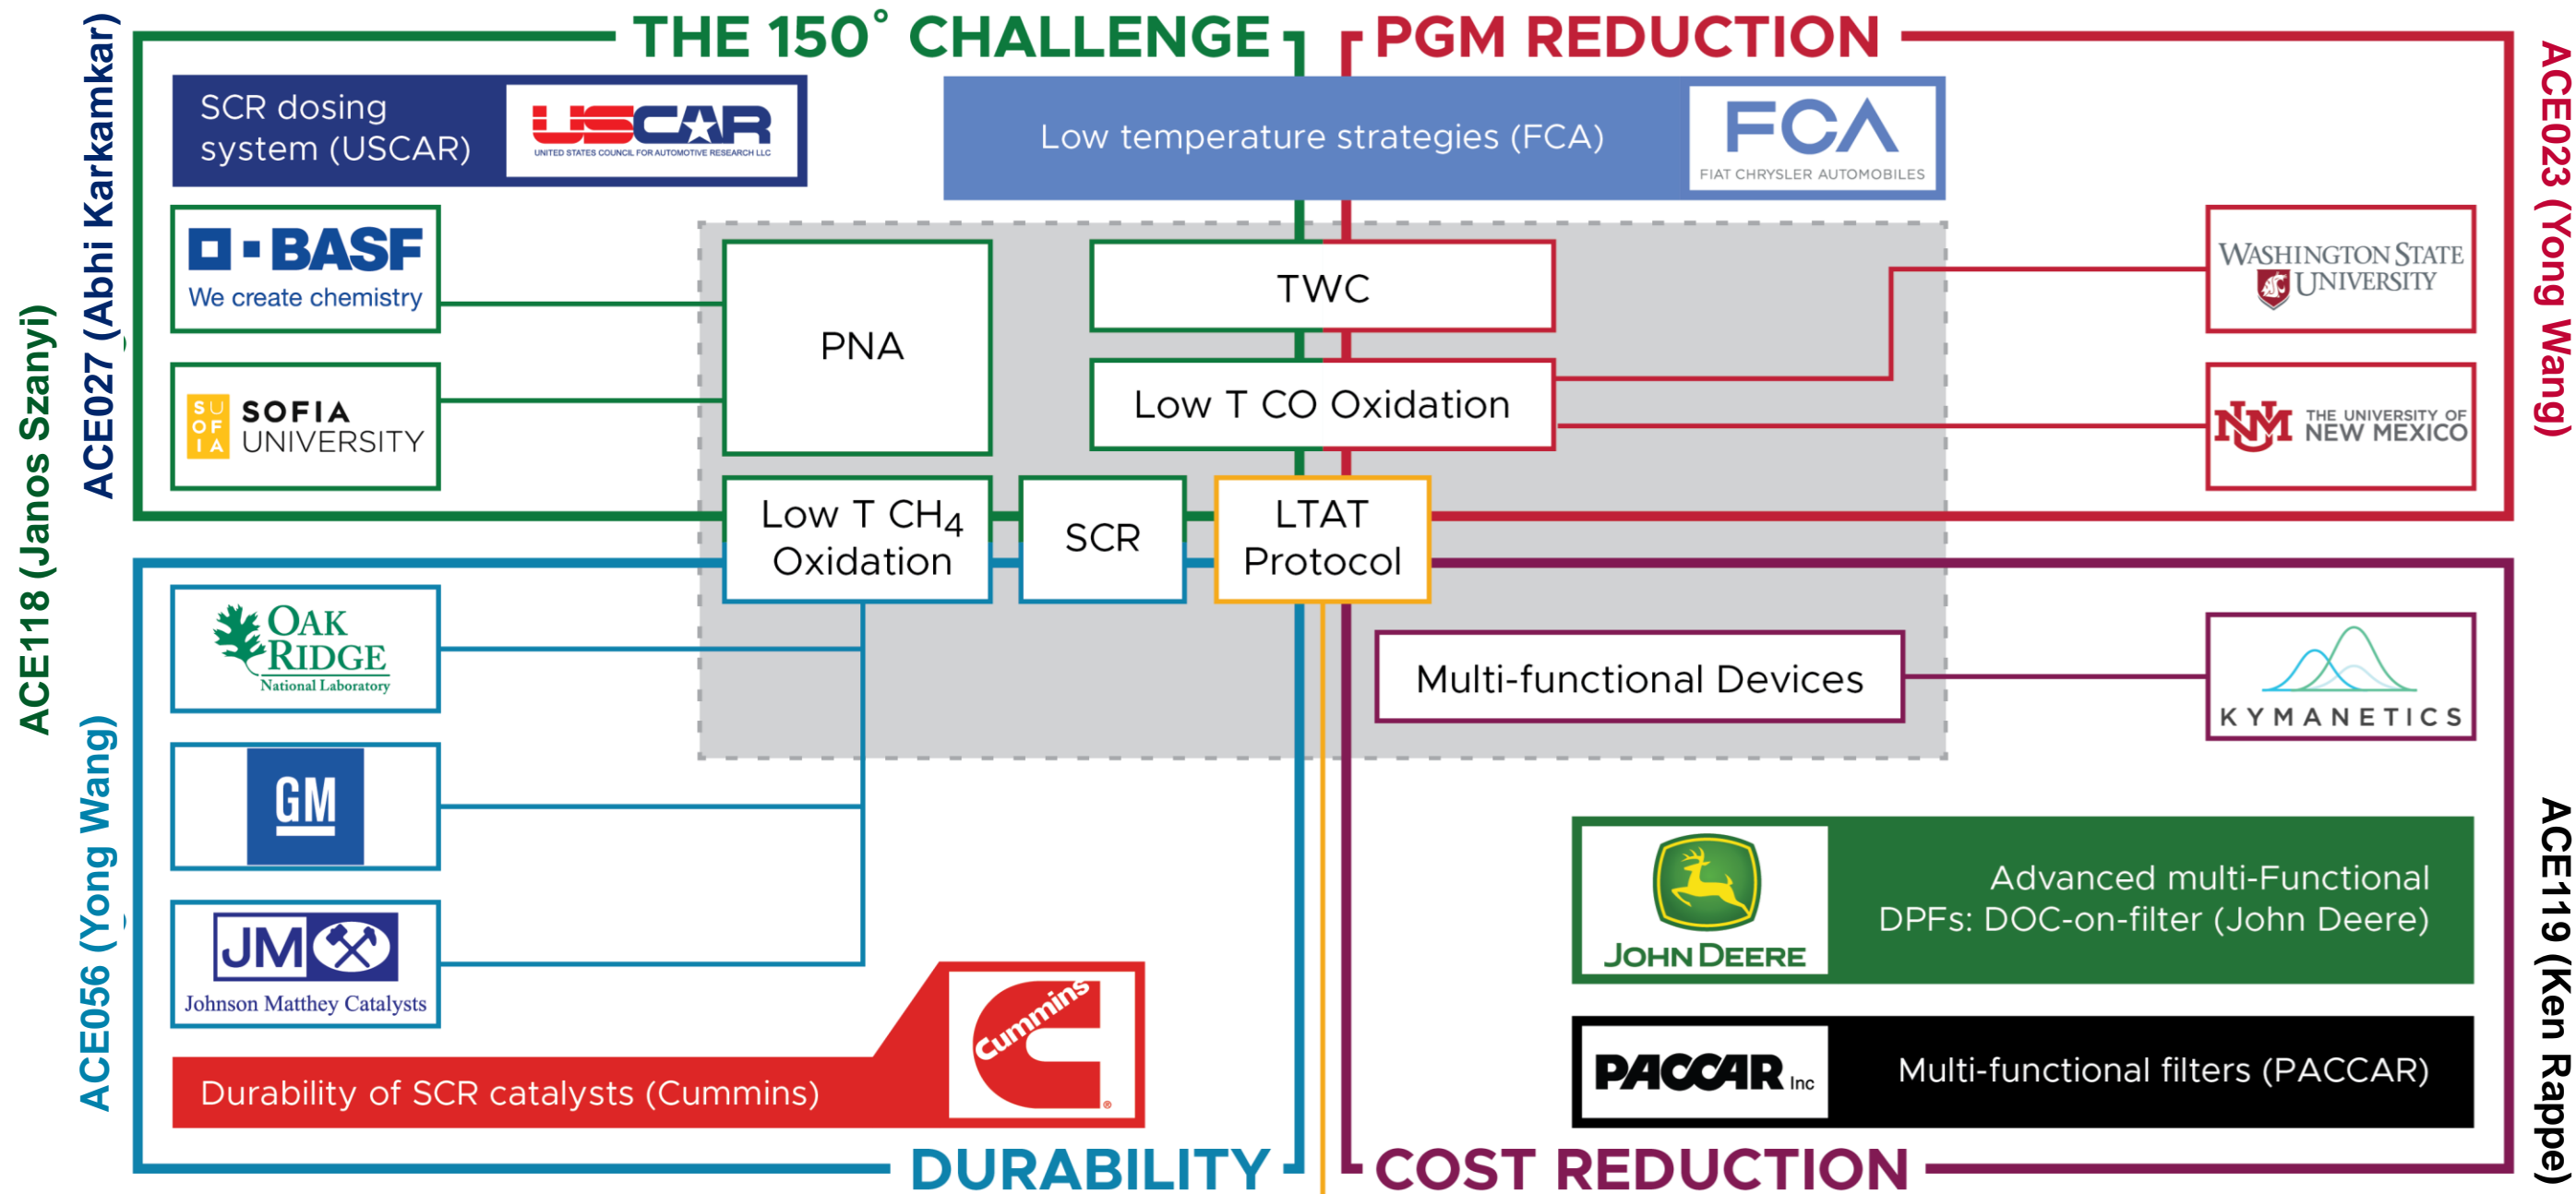 THE 150° CHALLENGE
PGM REDUCTION
ACE118 (Janos Szanyi)
ACE027 (Abhi Karkamkar)
ACE023 (Yong Wang)
SCR dosing
system (USCAR)
USCAR
UNITED STATES COUNCIL FOR AUTOMOTIVE RESEARCH LLC
Low temperature strategies (FCA)
FCA
FIAT CHRYSLER AUTOMOBILES
BASF
We create chemistry
SU
OF
IA
SOFIA
UNIVERSITY
PNA
TWC
Low T CO Oxidation
WASHINGTON STATE
UNIVERSITY
NM
THE UNIVERSITY OF
NEW MEXICO
Low T CH4
Oxidation
SCR
LTAT
Protocol
ACE056 (Yong Wang)
OAK
RIDGE
National Laboratory
GM
JM
Johnson Matthey Catalysts
Multi-functional Devices
KYMANETICS
ACE119 (Ken Rappe)
JOHN DEERE
Advanced multi-Functional
DPFs: DOC-on-filter (John Deere)
Durability of SCR catalysts (Cummins)
Cummins
®
PACCAR Inc
Multi-functional filters (PACCAR)
DURABILITY
COST REDUCTION